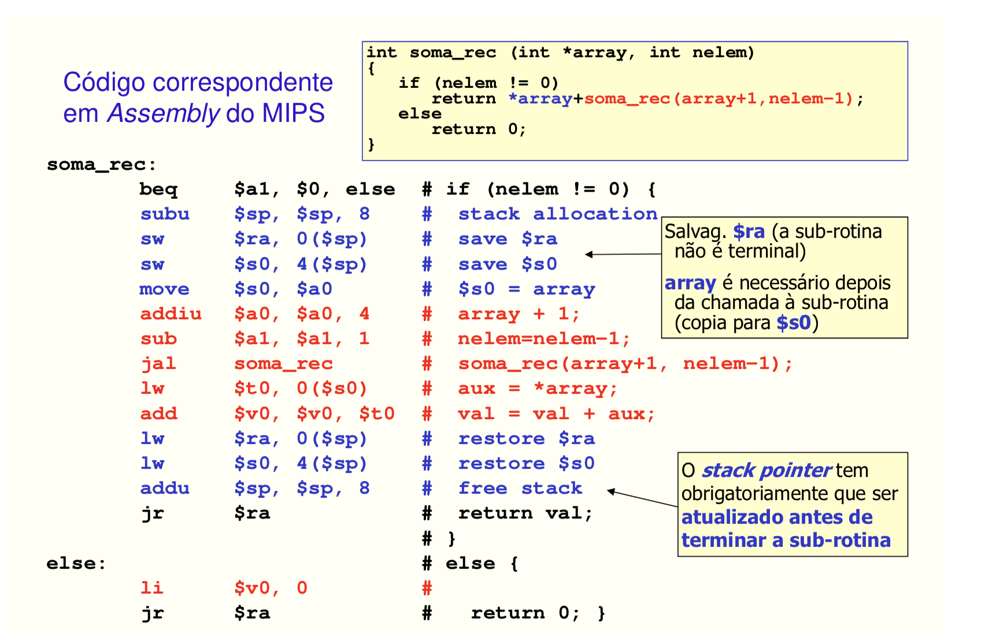 Código correspondente
em Assembly do MIPS
int soma_rec (int *array, int nelem)
{
if (nelem != 0)
return *array+soma_rec(array+1,nelem-1);
else
return 0;
}
soma_rec:
beq $a1, $0, else # if (nelem != 0) {
subu $sp, $sp, 8 # stack allocation
sw $ra, 0($sp) # save $ra
sw $s0, 4($sp) # save $s0
move $s0, $a0 # $s0 = array
addiu $a0, $a0, 4 # array + 1;
sub $a1, $a1, 1 # nelem=nelem-1;
jal soma_rec # soma_rec(array+1, nelem-1);
lw $t0, 0($s0) # aux = *array;
add $v0, $v0, $t0 # val = val + aux;
lw $ra, 0($sp) # restore $ra
lw $s0, 4($sp) # restore $s0
addu $sp, $sp, 8 # free stack
jr $ra # return val;
# }
else: # else {
li $v0, 0 #
jr $ra # return 0; }
Salvag. $ra (a sub-rotina
não é terminal)
array é necessário depois
da chamada à sub-rotina
(copia para $s0)
O stack pointer tem
obrigatoriamente que ser
atualizado antes de
terminar a sub-rotina